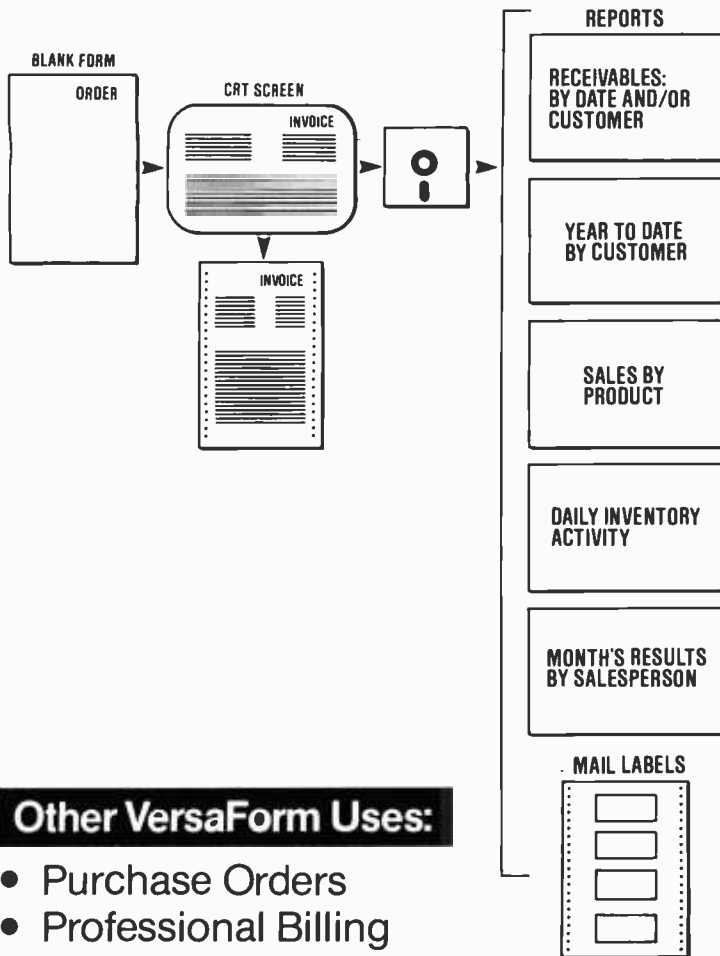 BLANK FORM
ORDER
CRT SCREEN
INVOICE
INVOICE
REPORTS
RECEIVABLES:
BY DATE AND/OR
CUSTOMER
YEAR TO DATE
BY CUSTOMER
SALES BY
PRODUCT
DAILY INVENTORY
ACTIVITY
MONTH'S RESULTS
BY SALESPERSON
MAIL LABELS
Other VersaForm Uses:
• Purchase Orders
• Professional Billing